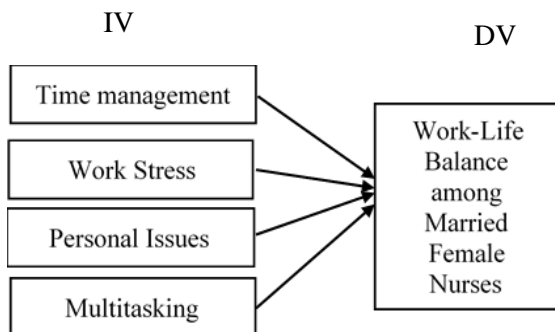 IV
DV
Time management
Work Stress
Personal Issues
Multitasking
Work-Life
Balance
among
Married
Female
Nurses